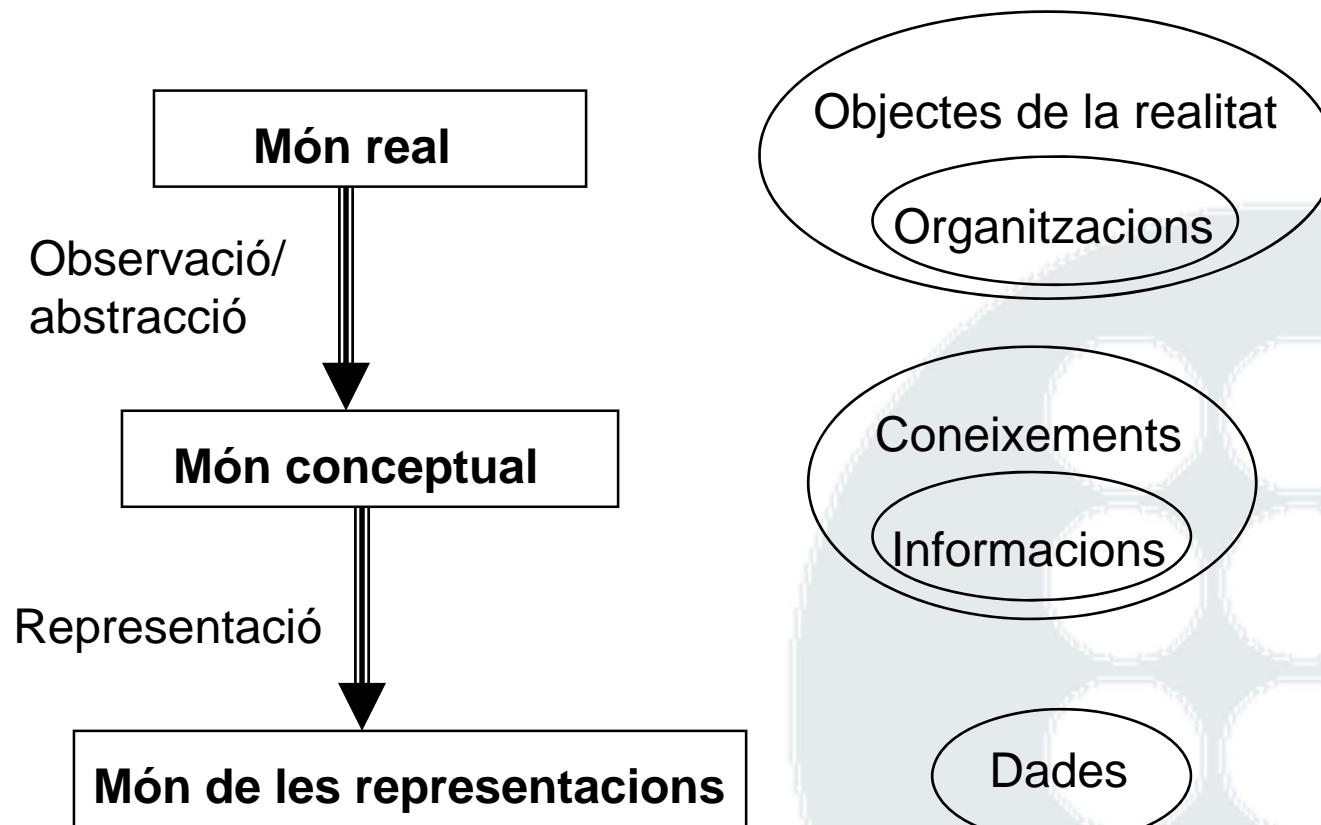 Món real
Objectes de la realitat
Organitzacions
Observació/
abstracció
Món conceptual
Coneixements
Informacions
Representació
Món de les representacions
Dades